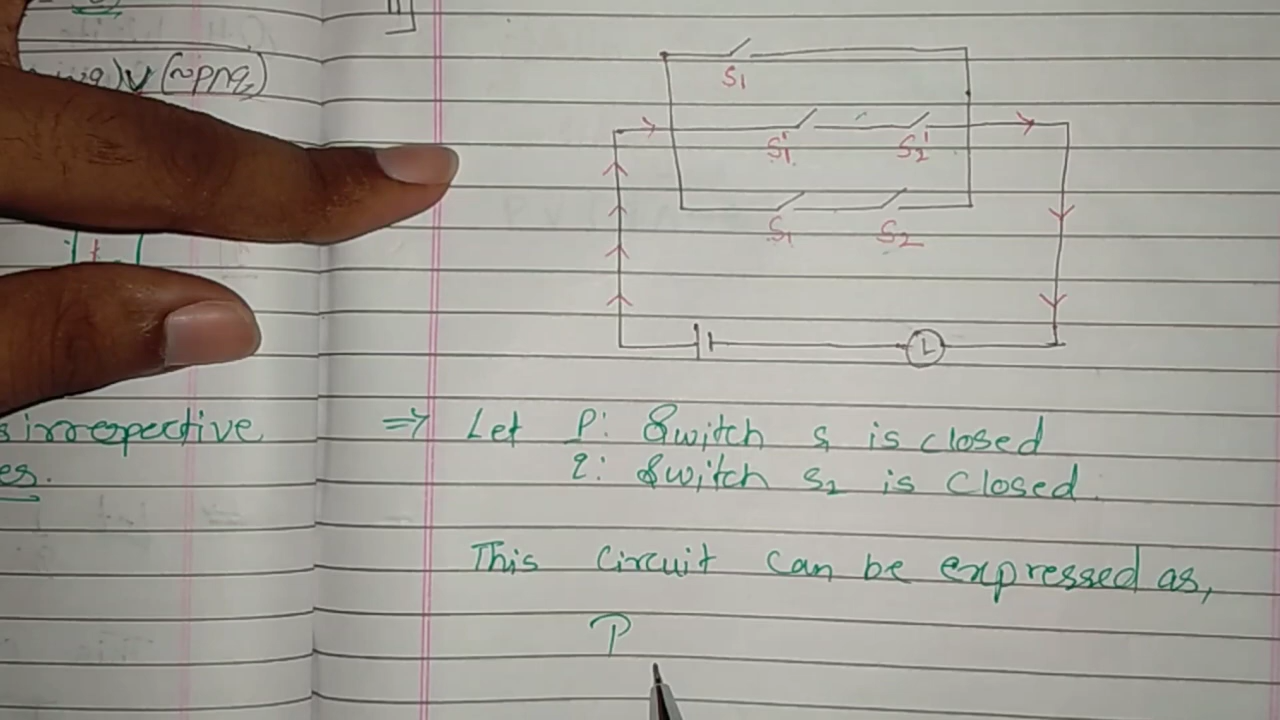 )∨(~p∧q)
S1
S1' S2'
S1 S2
L
t
irrespective
es.
⇒ Let P: Switch s1 is closed
q: Switch s2 is closed.
This circuit can be expressed as,
P